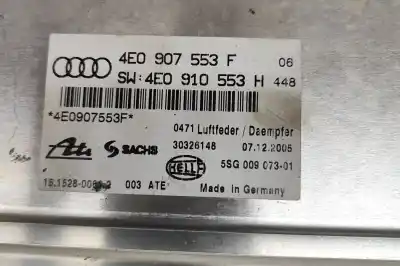 4E0 907 553 F 06
SW: 4E0 910 553 H 448
*4E0907553F*
0471 Luftfeder / Daempfer
Ate SACHS 30326148 07.12.2005
HELLA 5SG 009 073-01
003 ATE Made in Germany